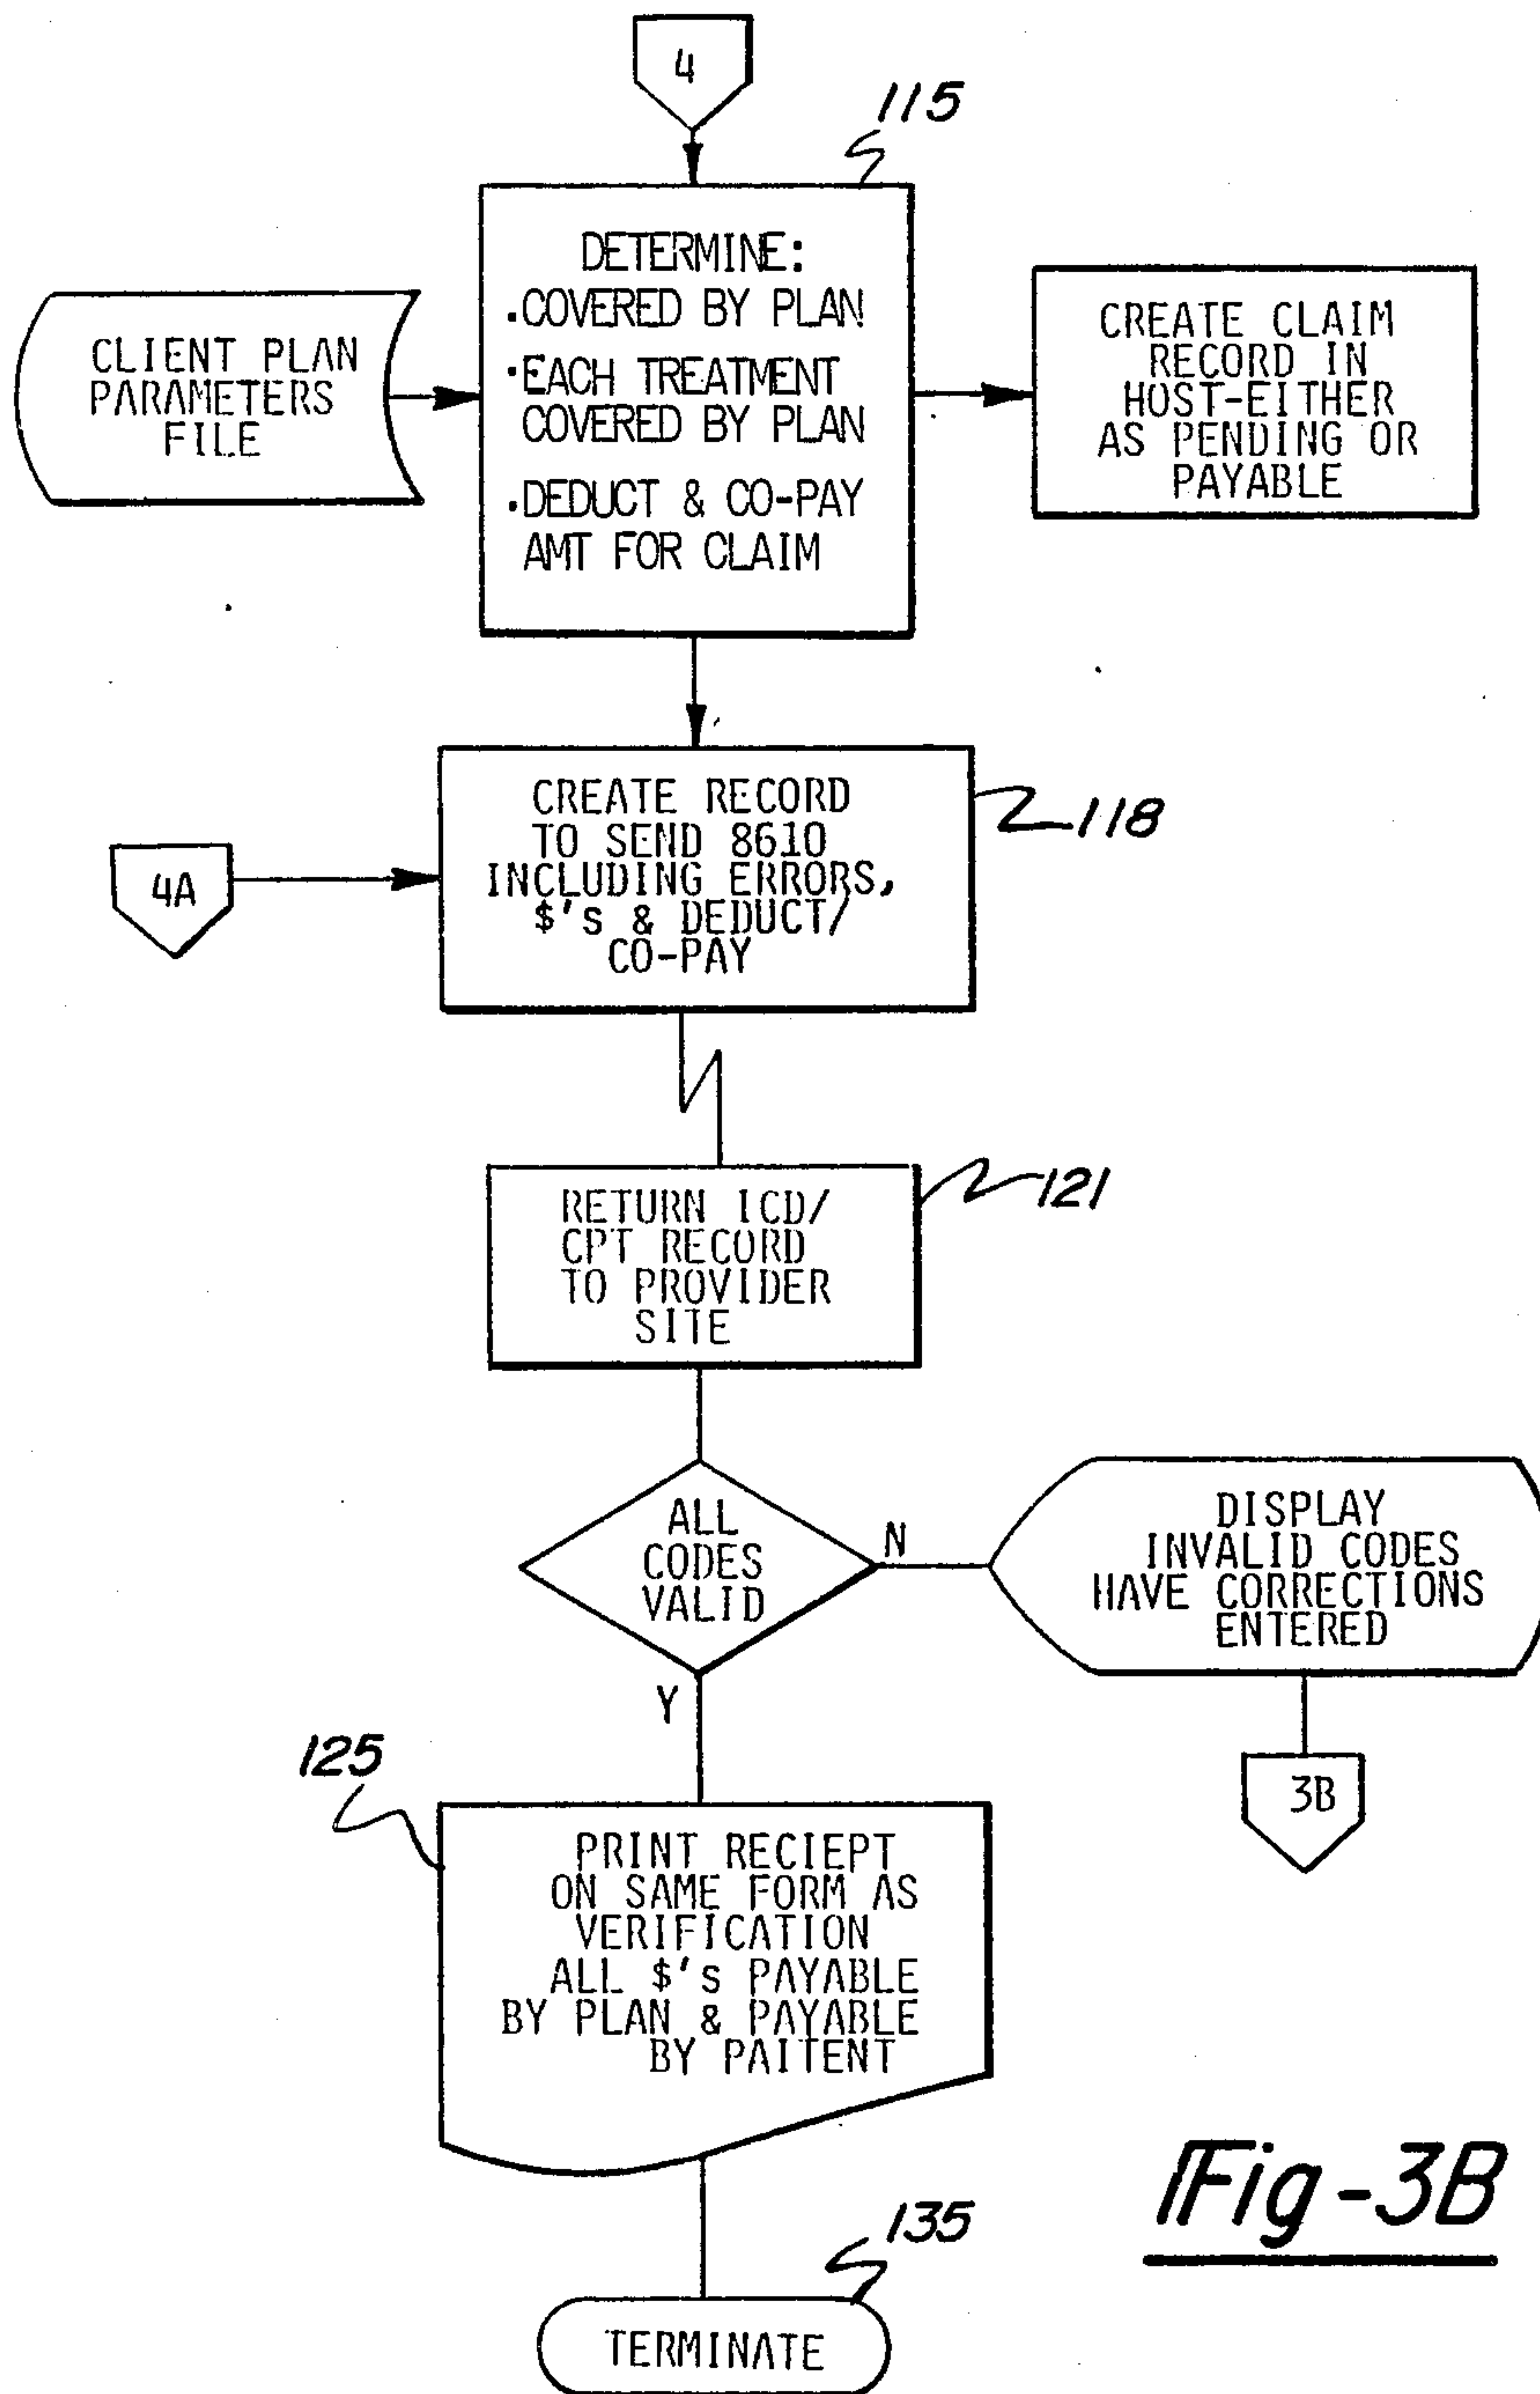 4
115
DETERMINE:
.COVERED BY PLAN
·EACH TREATMENT
COVERED BY PLAN
.DEDUCT & CO-PAY
AMT FOR CLAIM
CLIENT PLAN
PARAMETERS
FILE
CREATE CLAIM
RECORD IN
HOST-EITHER
AS PENDING OR
PAYABLE
CREATE RECORD
TO SEND 8610
INCLUDING ERRORS,
$'s & DEDUCT/
CO-PAY
118
4A
RETURN ICD/
CPT RECORD
TO PROVIDER
SITE
121
ALL
CODES
VALID
N
DISPLAY
INVALID CODES
HAVE CORRECTIONS
ENTERED
Y
3B
125
PRINT RECIEPT
ON SAME FORM AS
VERIFICATION
ALL $'s PAYABLE
BY PLAN & PAYABLE
BY PAITENT
135
TERMINATE
Fig-3B